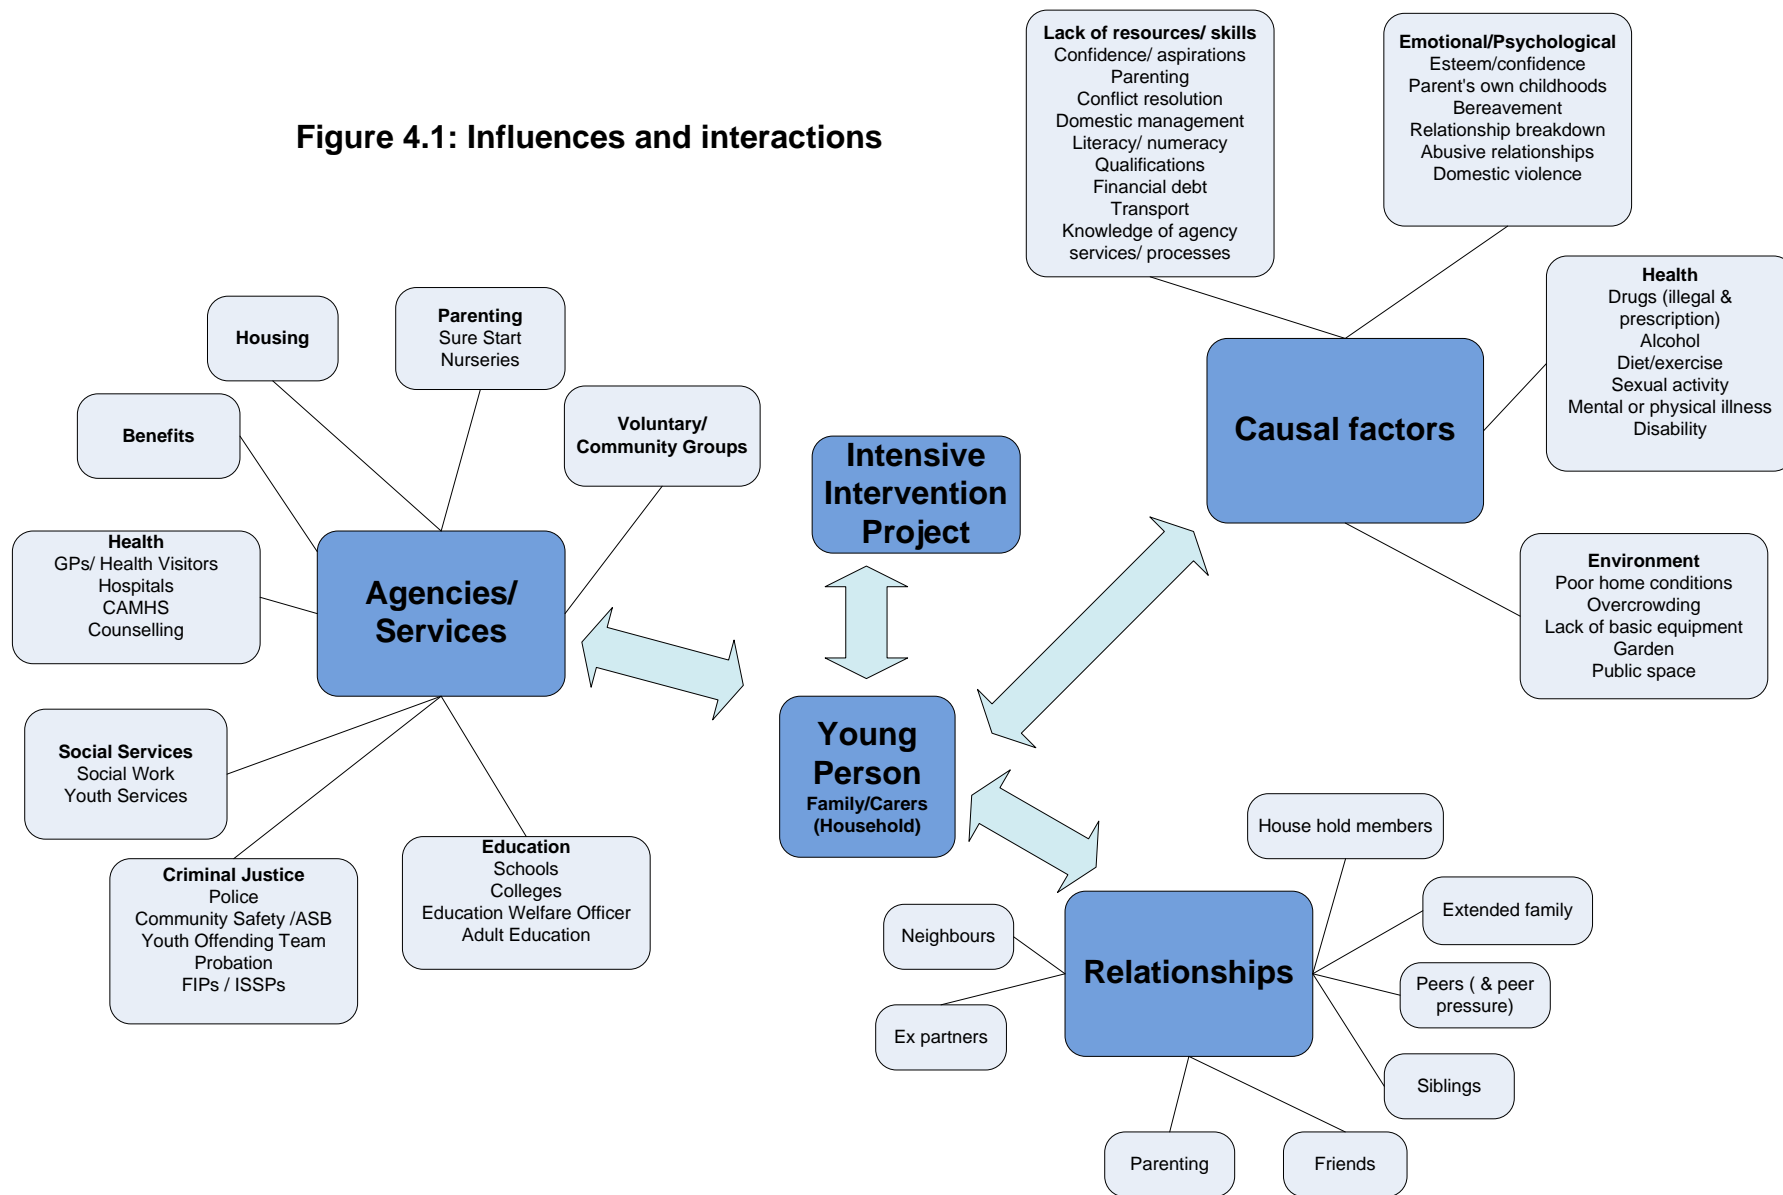 Figure 4.1: Influences and interactions
Lack of resources/ skills
Confidence/ aspirations
Parenting
Conflict resolution
Domestic management
Literacy/ numeracy
Qualifications
Financial debt
Transport
Knowledge of agency
services/ processes
Emotional/Psychological
Esteem/confidence
Parent's own childhoods
Bereavement
Relationship breakdown
Abusive relationships
Domestic violence
Health
Drugs (illegal &
prescription)
Alcohol
Diet/exercise
Sexual activity
Mental or physical illness
Disability
Causal factors
Environment
Poor home conditions
Overcrowding
Lack of basic equipment
Garden
Public space
Housing
Parenting
Sure Start
Nurseries
Benefits
Voluntary/
Community Groups
Health
GPs/ Health Visitors
Hospitals
CAMHS
Counselling
Agencies/
Services
Social Services
Social Work
Youth Services
Criminal Justice
Police
Community Safety /ASB
Youth Offending Team
Probation
FIPs / ISSPs
Education
Schools
Colleges
Education Welfare Officer
Adult Education
Intensive
Intervention
Project
Young
Person
Family/Carers
(Household)
House hold members
Extended family
Neighbours
Relationships
Peers ( & peer
pressure)
Ex partners
Siblings
Parenting
Friends